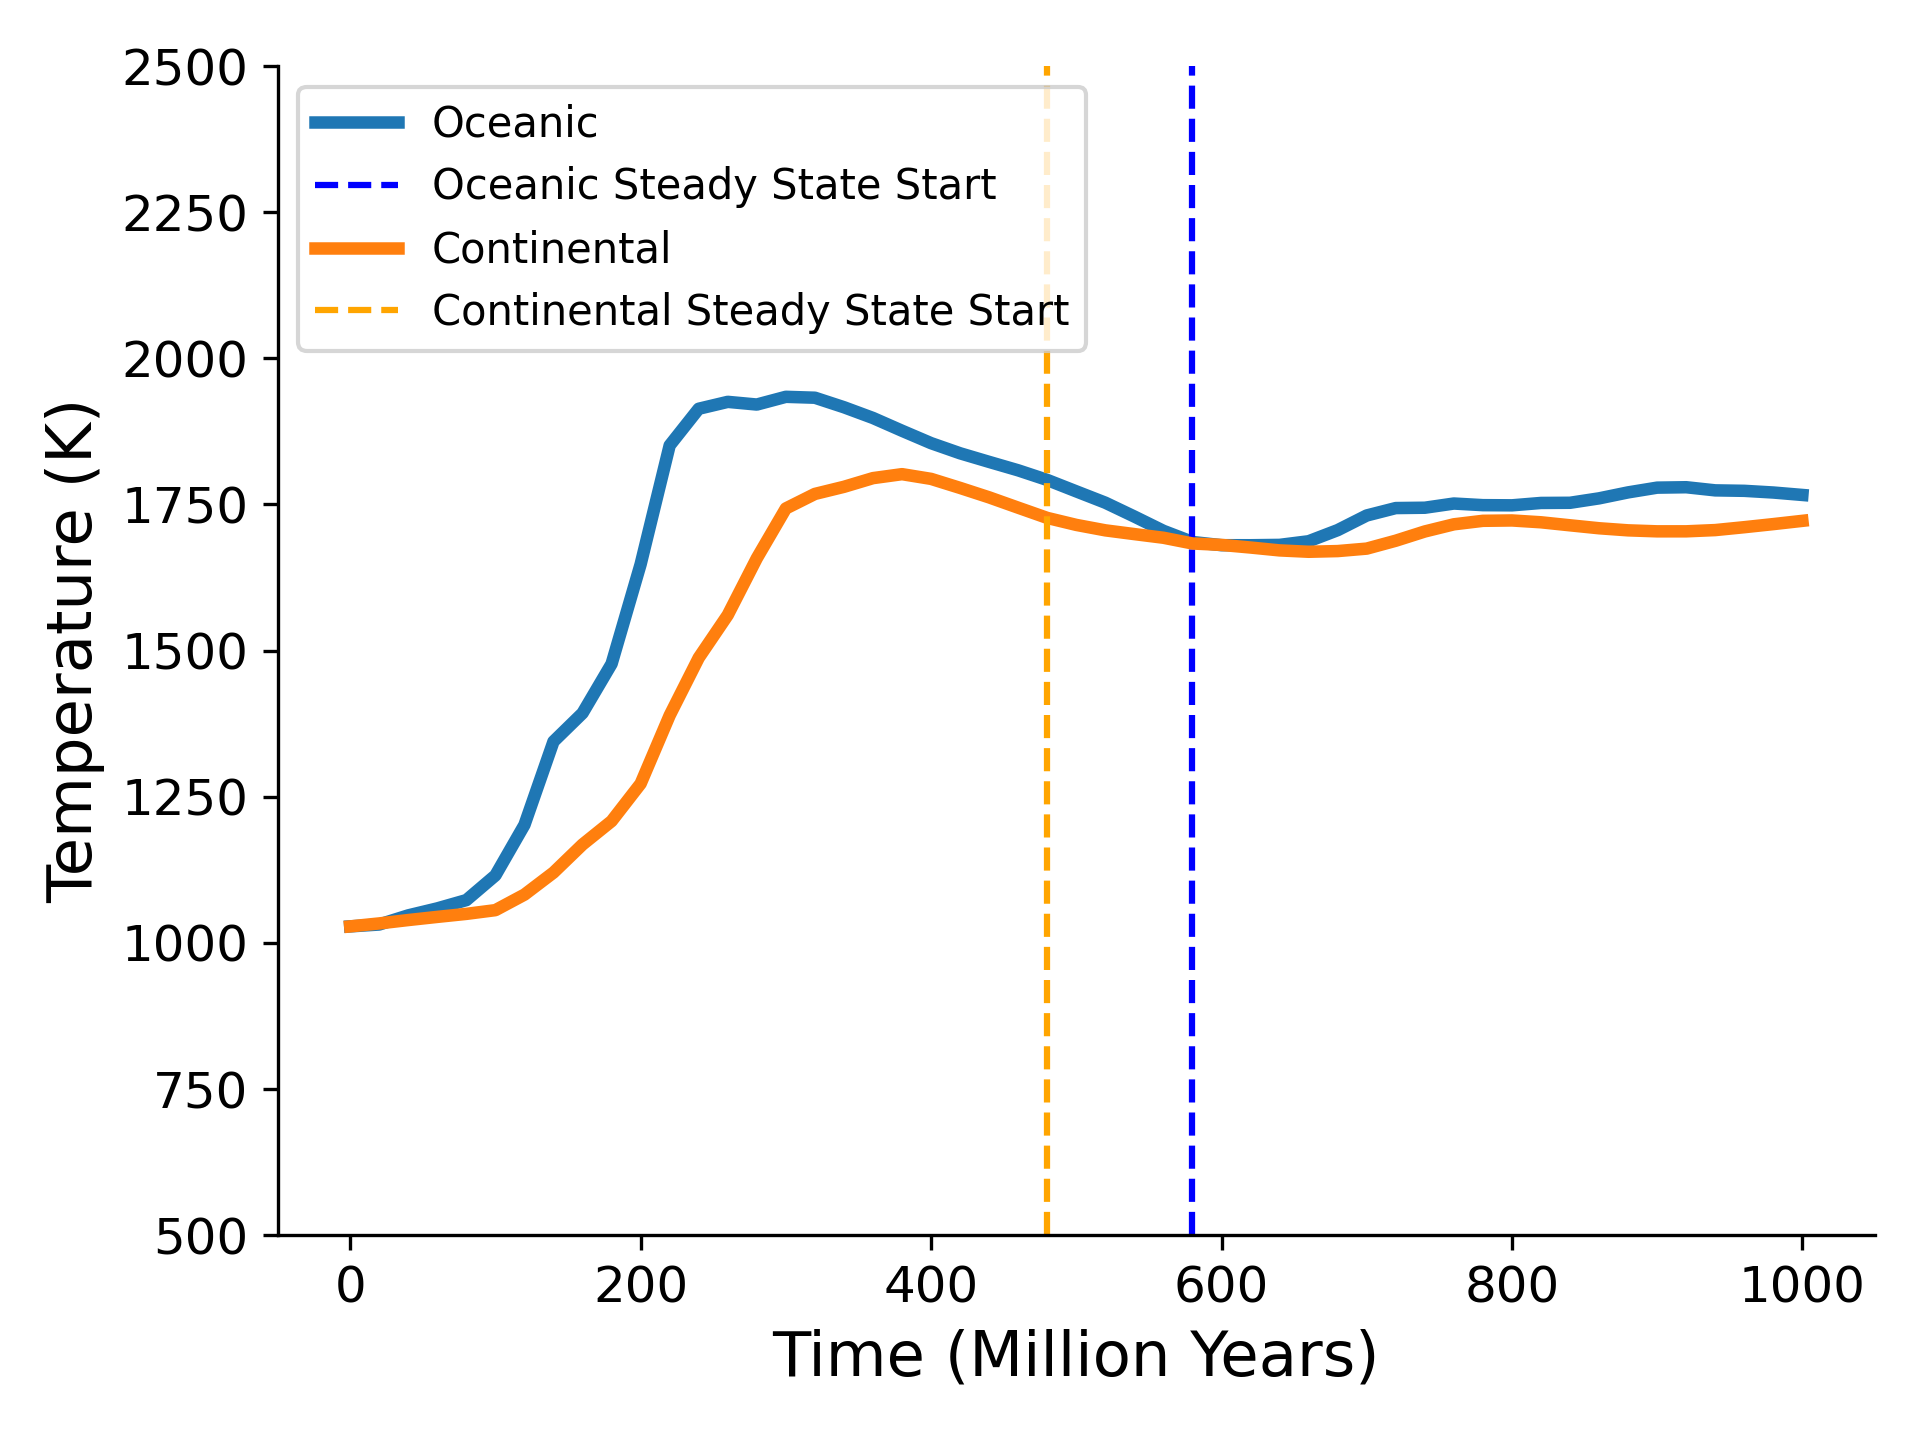 2500
2250
2000
1750
1500
1250
1000
750
500
Temperature (K)
Oceanic
Oceanic Steady State Start
Continental
Continental Steady State Start
0 200 400 600 800 1000
Time (Million Years)